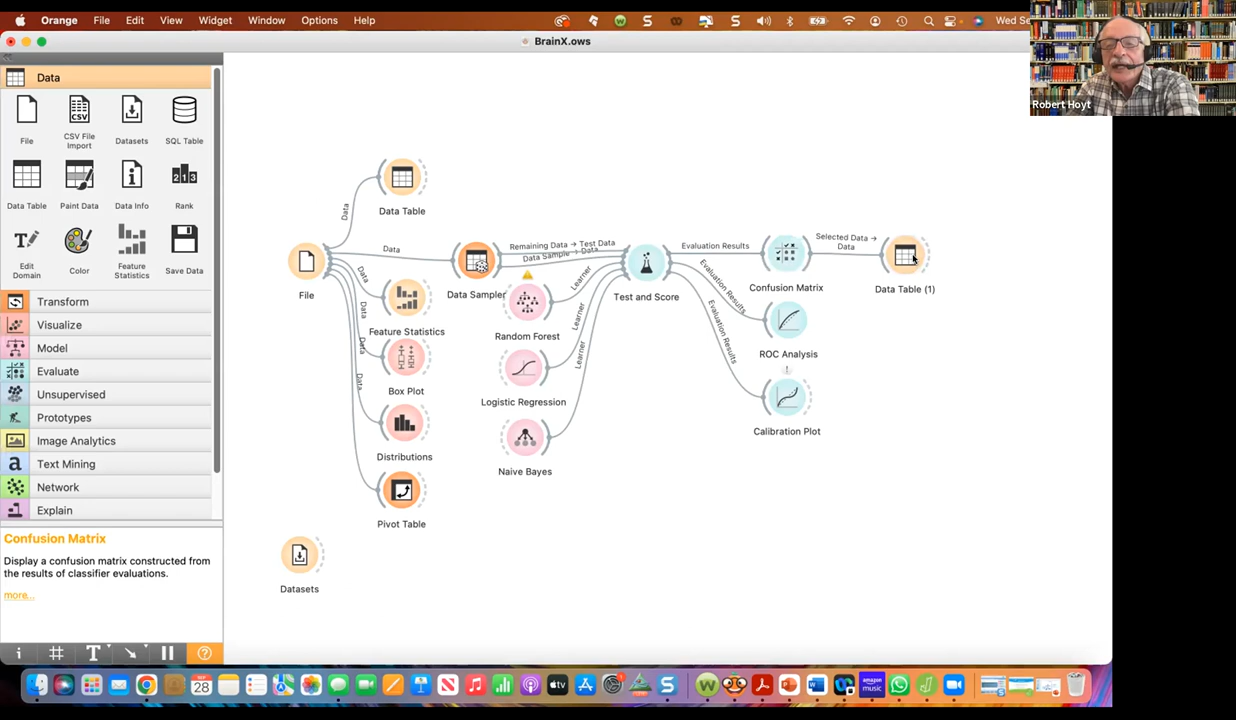 Orange File Edit View Widget Window Options Help
Wed Se
BrainX.ows
Robert Hoyt
Data
File
CSV File
Import
Datasets
SQL Table
Data Table
Paint Data
Data Info
Rank
Edit
Domain
Color
Feature
Statistics
Save Data
Transform
Visualize
Model
Evaluate
Unsupervised
Prototypes
Image Analytics
Text Mining
Network
Explain
Confusion Matrix
Display a confusion matrix constructed from
the results of classifier evaluations.
more...
Data
Data Table
Data
File
Data Sampler
Remaining Data → Test Data
Data Sample → Data
Data
Feature Statistics
Data
Box Plot
Data
Distributions
Pivot Table
Datasets
Random Forest
Learner
Logistic Regression
Learner
Naive Bayes
Learner
Test and Score
Evaluation Results
Evaluation Results
Evaluation Results
Confusion Matrix
ROC Analysis
Calibration Plot
Selected Data →
Data
Data Table (1)
SEP
28